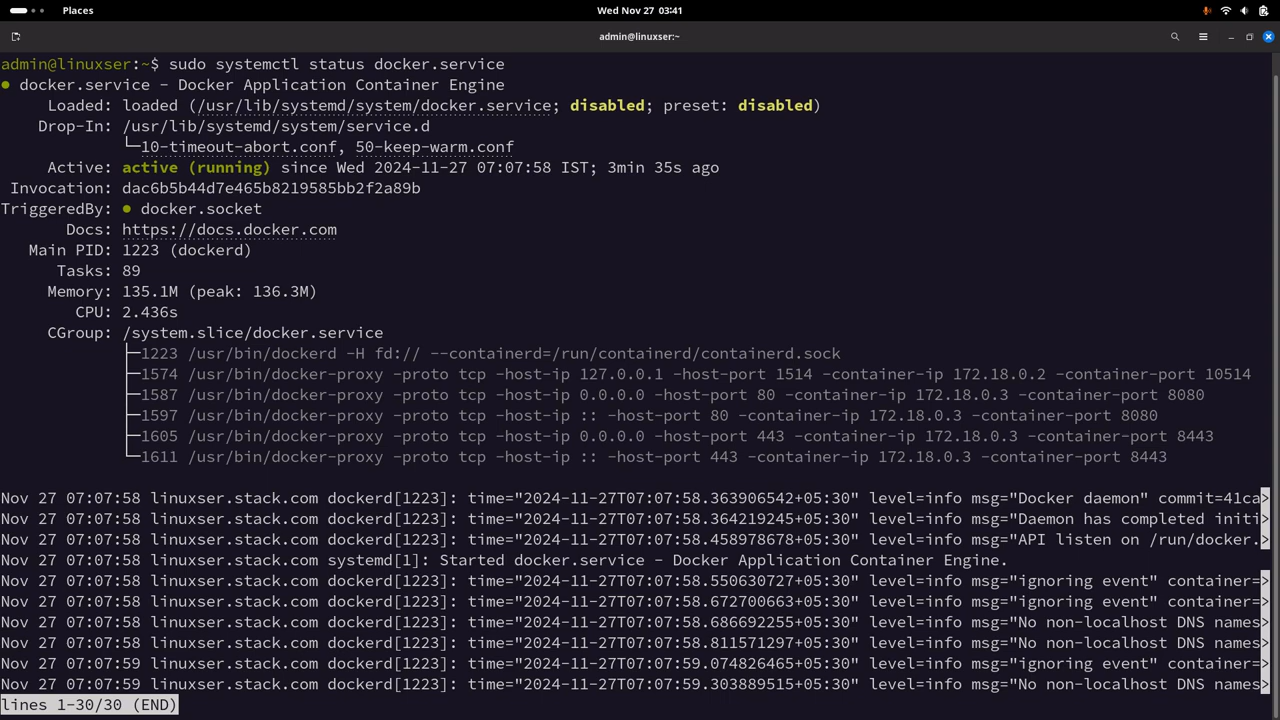 Places
Wed Nov 27 03:41
admin@linuxser:~
admin@linuxser:~$ sudo systemctl status docker.service
● docker.service - Docker Application Container Engine
Loaded: loaded (/usr/lib/systemd/system/docker.service; disabled; preset: disabled)
Drop-In: /usr/lib/systemd/system/service.d
└─10-timeout-abort.conf, 50-keep-warm.conf
Active: active (running) since Wed 2024-11-27 07:07:58 IST; 3min 35s ago
Invocation: dac6b5b44d7e465b8219585bb2f2a89b
TriggeredBy: ● docker.socket
Docs: https://docs.docker.com
Main PID: 1223 (dockerd)
Tasks: 89
Memory: 135.1M (peak: 136.3M)
CPU: 2.436s
CGroup: /system.slice/docker.service
├─1223 /usr/bin/dockerd -H fd:// --containerd=/run/containerd/containerd.sock
├─1574 /usr/bin/docker-proxy -proto tcp -host-ip 127.0.0.1 -host-port 1514 -container-ip 172.18.0.2 -container-port 10514
├─1587 /usr/bin/docker-proxy -proto tcp -host-ip 0.0.0.0 -host-port 80 -container-ip 172.18.0.3 -container-port 8080
├─1597 /usr/bin/docker-proxy -proto tcp -host-ip :: -host-port 80 -container-ip 172.18.0.3 -container-port 8080
├─1605 /usr/bin/docker-proxy -proto tcp -host-ip 0.0.0.0 -host-port 443 -container-ip 172.18.0.3 -container-port 8443
└─1611 /usr/bin/docker-proxy -proto tcp -host-ip :: -host-port 443 -container-ip 172.18.0.3 -container-port 8443
Nov 27 07:07:58 linuxser.stack.com dockerd[1223]: time="2024-11-27T07:07:58.363906542+05:30" level=info msg="Docker daemon" commit=41ca>
Nov 27 07:07:58 linuxser.stack.com dockerd[1223]: time="2024-11-27T07:07:58.364219245+05:30" level=info msg="Daemon has completed initi>
Nov 27 07:07:58 linuxser.stack.com dockerd[1223]: time="2024-11-27T07:07:58.458978678+05:30" level=info msg="API listen on /run/docker.>
Nov 27 07:07:58 linuxser.stack.com systemd[1]: Started docker.service - Docker Application Container Engine.
Nov 27 07:07:58 linuxser.stack.com dockerd[1223]: time="2024-11-27T07:07:58.550630727+05:30" level=info msg="ignoring event" container=>
Nov 27 07:07:58 linuxser.stack.com dockerd[1223]: time="2024-11-27T07:07:58.672700663+05:30" level=info msg="ignoring event" container=>
Nov 27 07:07:58 linuxser.stack.com dockerd[1223]: time="2024-11-27T07:07:58.686692255+05:30" level=info msg="No non-localhost DNS names>
Nov 27 07:07:58 linuxser.stack.com dockerd[1223]: time="2024-11-27T07:07:58.811571297+05:30" level=info msg="No non-localhost DNS names>
Nov 27 07:07:59 linuxser.stack.com dockerd[1223]: time="2024-11-27T07:07:59.074826465+05:30" level=info msg="ignoring event" container=>
Nov 27 07:07:59 linuxser.stack.com dockerd[1223]: time="2024-11-27T07:07:59.303889515+05:30" level=info msg="No non-localhost DNS names>
lines 1-30/30 (END)